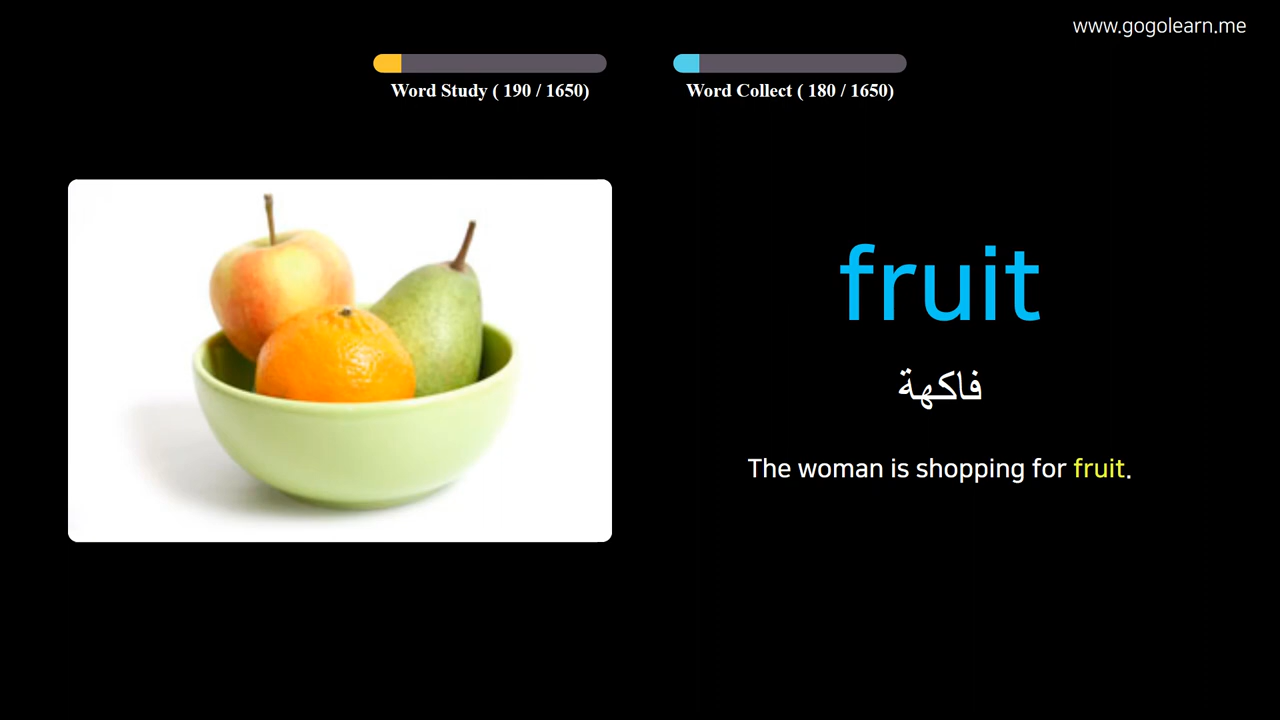 www.gogolearn.me
Word Study ( 190 / 1650)
Word Collect ( 180 / 1650)
fruit
فاكهة
The woman is shopping for fruit.